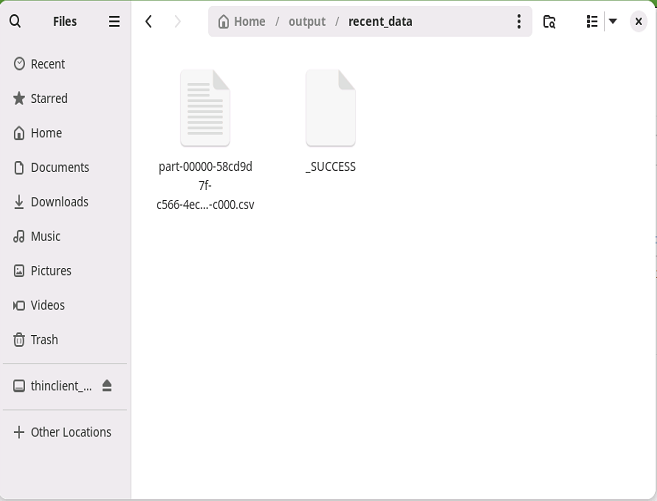 Files
Home / output / recent_data
Recent
Starred
Home
Documents
Downloads
Music
Pictures
Videos
Trash
thinclient_...
Other Locations
part-00000-58cd9d
7f-
c566-4ec...-c000.csv
_SUCCESS